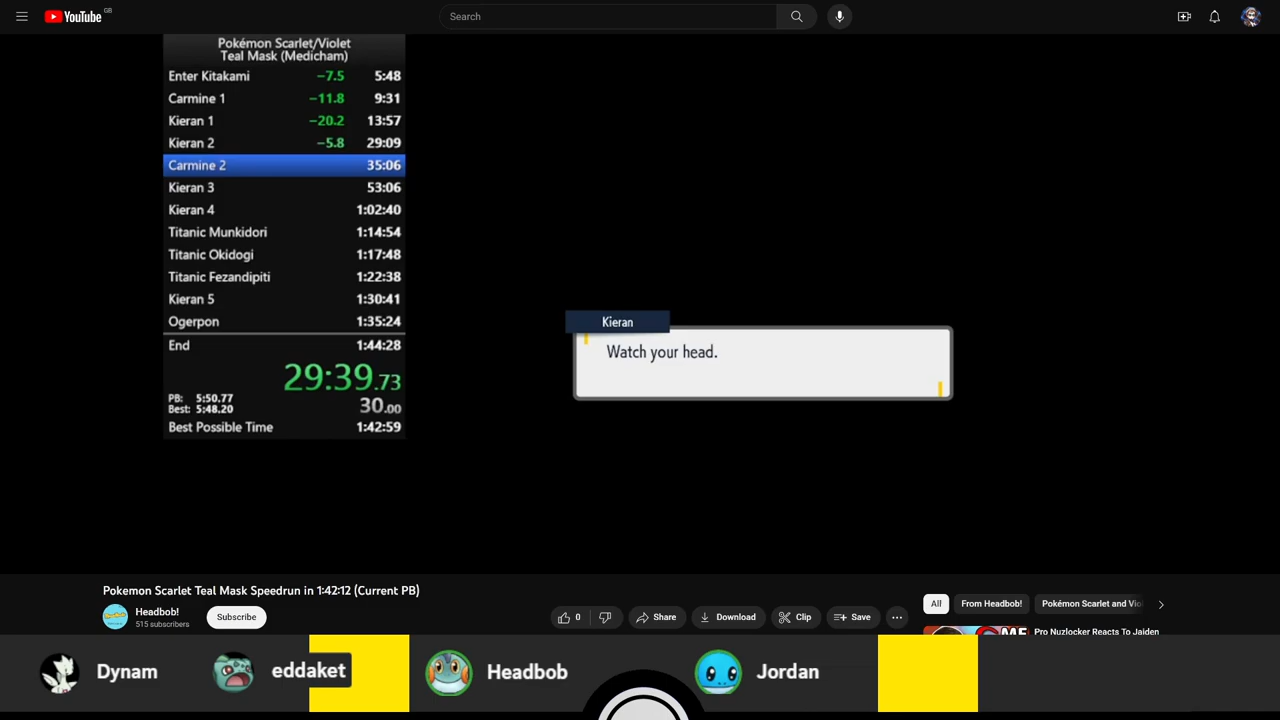 YouTube GB
Search
Pokémon Scarlet/Violet
Teal Mask (Medicham)
Enter Kitakami −7.5 5:48
Carmine 1 −11.8 9:31
Kieran 1 −20.2 13:57
Kieran 2 −5.8 29:09
Carmine 2 35:06
Kieran 3 53:06
Kieran 4 1:02:40
Titanic Munkidori 1:14:54
Titanic Okidogi 1:17:48
Titanic Fezandipiti 1:22:38
Kieran 5 1:30:41
Ogerpon 1:35:24
End 1:44:28
29:39.73
PB: 5:50.77
Best: 5:48.20
30.00
Best Possible Time 1:42:59
Kieran
Watch your head.
Pokemon Scarlet Teal Mask Speedrun in 1:42:12 (Current PB)
Headbob!
515 subscribers
Subscribe
0
Share
Download
Clip
Save
All
From Headbob!
Pokémon Scarlet and Vio
Pro Nuzlocker Reacts To Jaiden
Dynam
eddaket
Headbob
Jordan